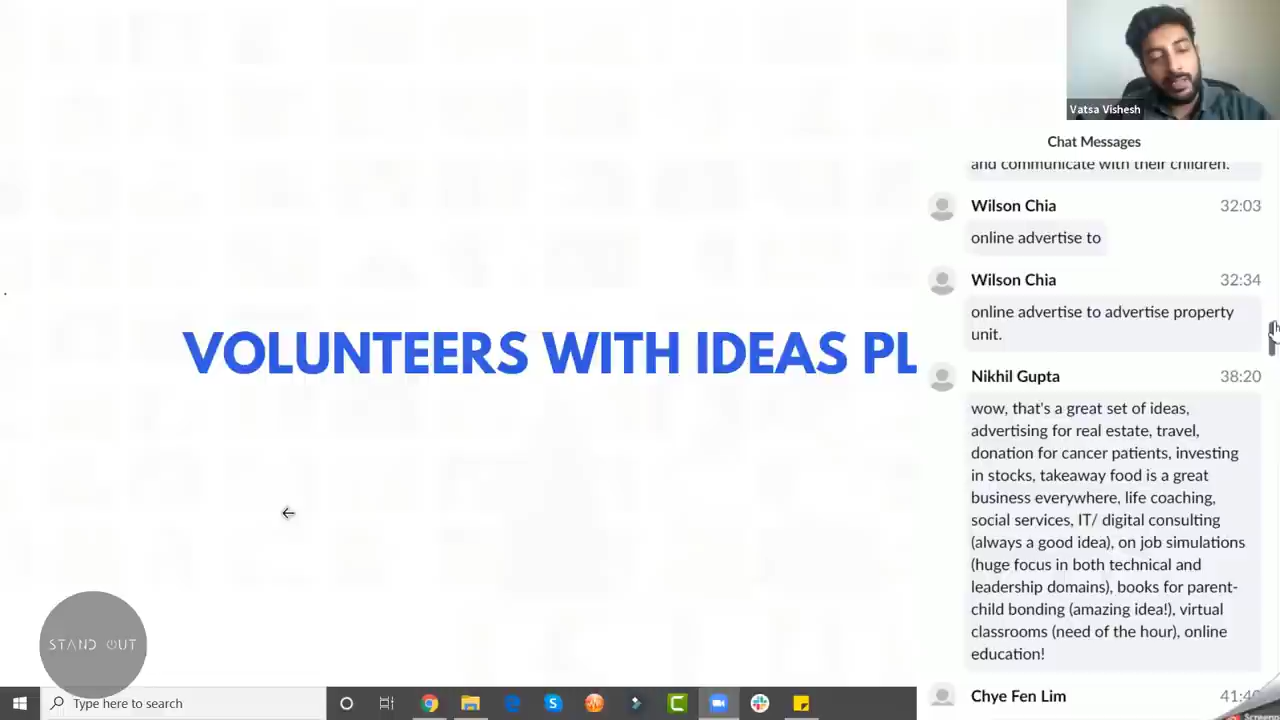 Vatsa Vishesh
Chat Messages
and communicate with their children.
Wilson Chia 32:03
online advertise to
Wilson Chia 32:34
online advertise to advertise property
unit.
VOLUNTEERS WITH IDEAS PL
Nikhil Gupta 38:20
wow, that's a great set of ideas,
advertising for real estate, travel,
donation for cancer patients, investing
in stocks, takeaway food is a great
business everywhere, life coaching,
social services, IT/ digital consulting
(always a good idea), on job simulations
(huge focus in both technical and
leadership domains), books for parent-
child bonding (amazing idea!), virtual
classrooms (need of the hour), online
education!
Chye Fen Lim
STAND OUT
Type here to search